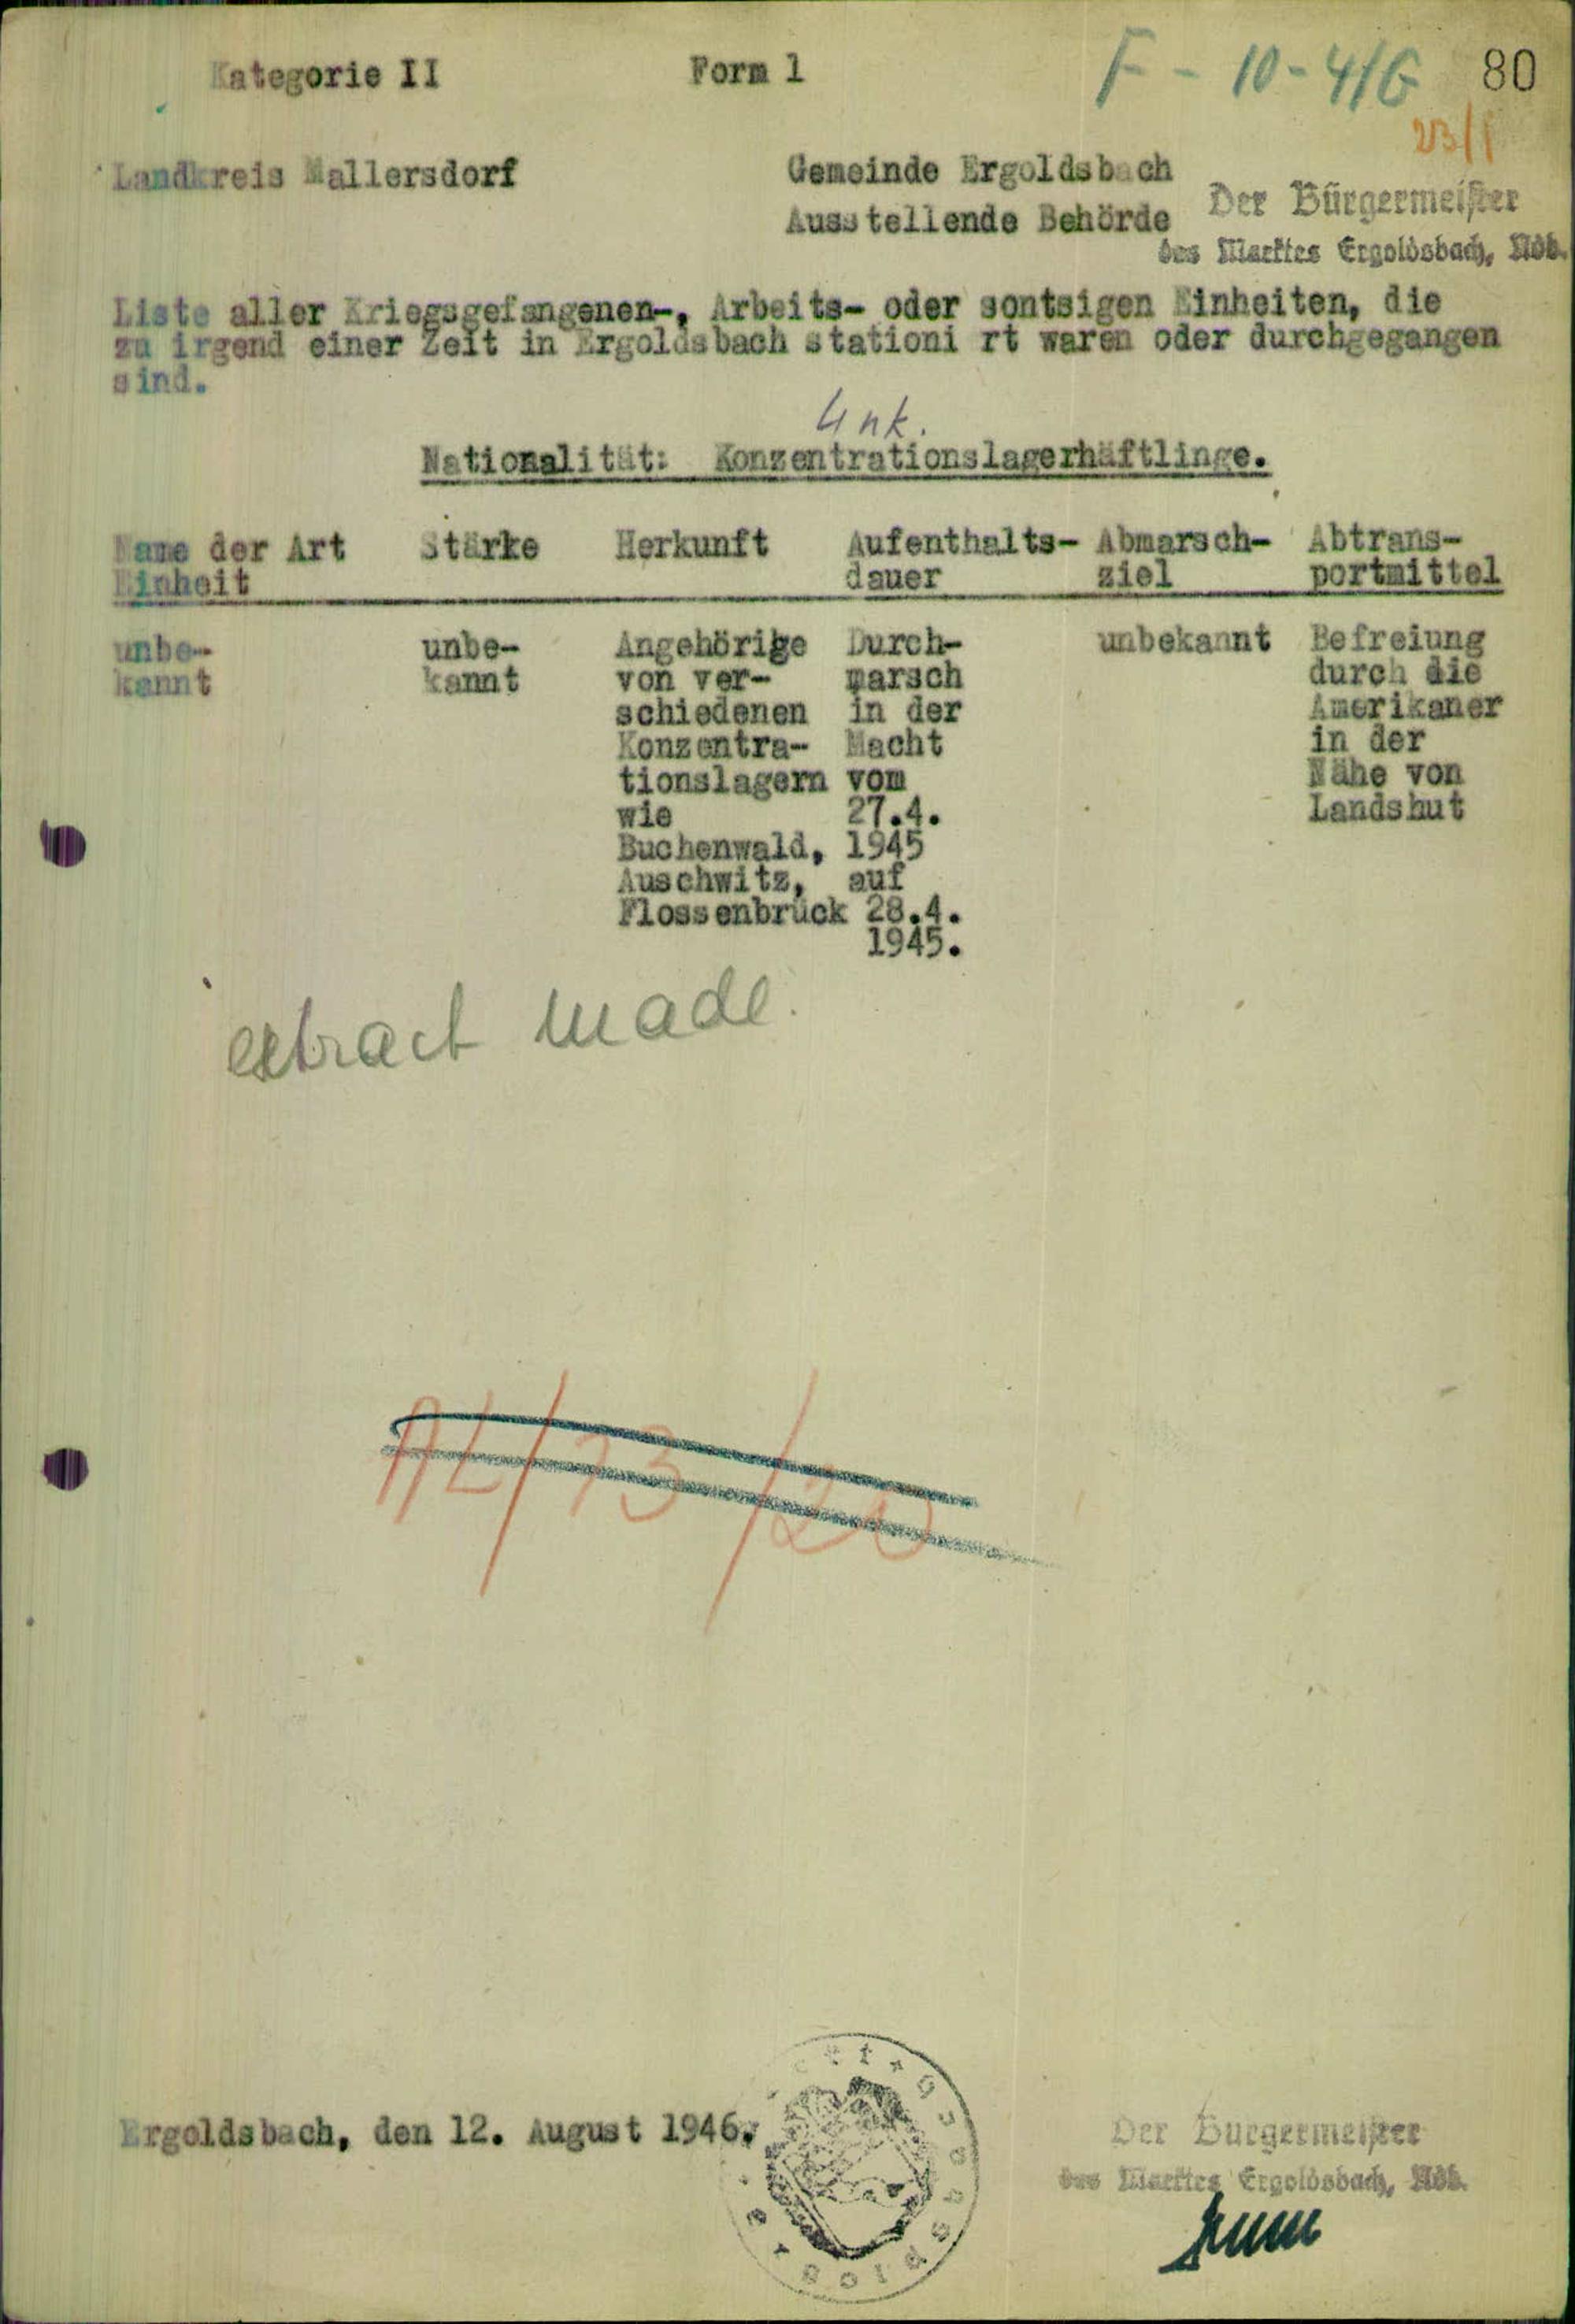 Kategorie II Form 1 F - 10-4/G 80
23/1
Landkreis Mallersdorf Gemeinde Ergoldsbach
Ausstellende Behörde Der Bürgermeister
des Marktes Ergoldsbach, Ndb.
Liste aller Kriegsgefangenen-, Arbeits- oder sontsigen Einheiten, die
zu irgend einer Zeit in Ergoldsbach stationi rt waren oder durchgegangen
sind.
Unk.
Nationalität: Konzentrationslagerhäftlinge.
Name der Art Stärke Herkunft Aufenthalts- Abmarsch- Abtrans-
Einheit dauer ziel portmittel
unbe- unbe- Angehörige Durch- unbekannt Befreiung
kannt kannt von ver- marsch durch die
schiedenen in der Amerikaner
Konzentra- Nacht in der
tionslagern vom Nähe von
wie 27.4. Landshut
Buchenwald, 1945
Auschwitz, auf
Flossenbrück 28.4.
1945.
extract made.
AL/13/20
Ergoldsbach, den 12. August 1946.
Der Bürgermeister
des Marktes Ergoldsbach, Ndb.